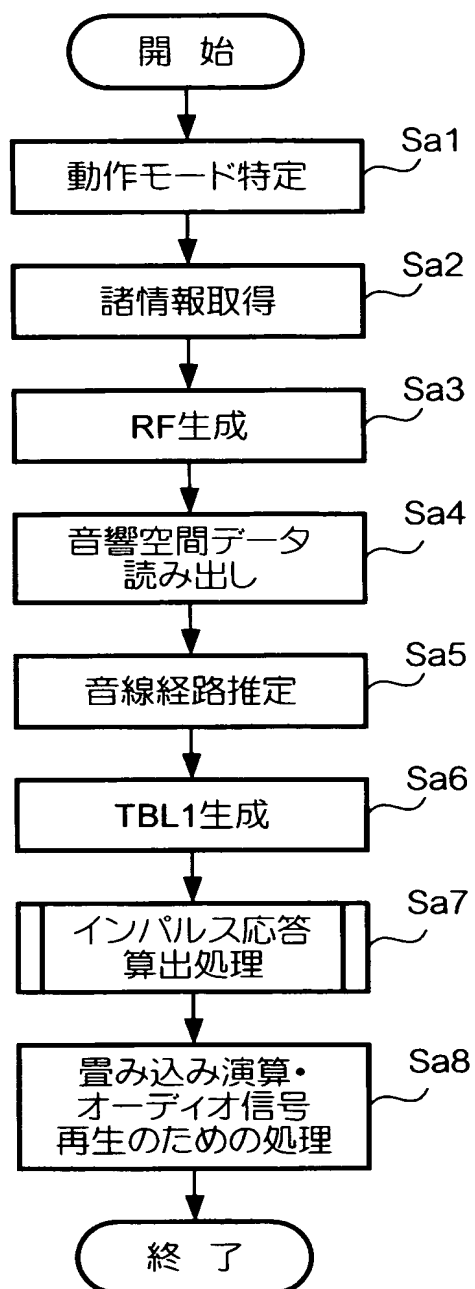 開 始
Sa1
動作モード特定
Sa2
諸情報取得
Sa3
RF生成
Sa4
音響空間データ
読み出し
Sa5
音線経路推定
Sa6
TBL1生成
Sa7
インパルス応答
算出処理
Sa8
畳み込み演算・
オーディオ信号
再生のための処理
終 了